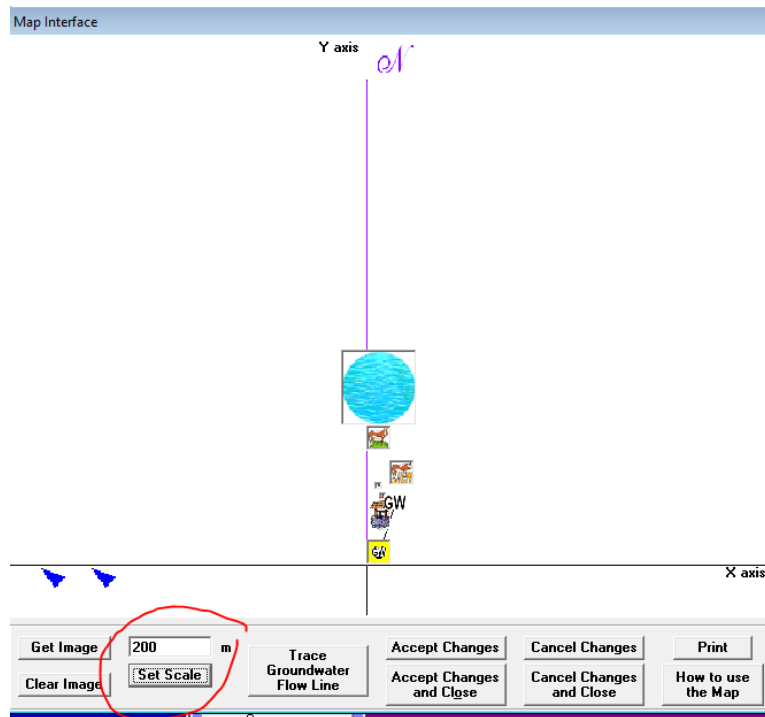 Map Interface
Y axis
N
GW
X axis
Get Image
200 m
Trace
Groundwater
Flow Line
Accept Changes
Cancel Changes
Print
Clear Image
Set Scale
Accept Changes
and Close
Cancel Changes
and Close
How to use
the Map